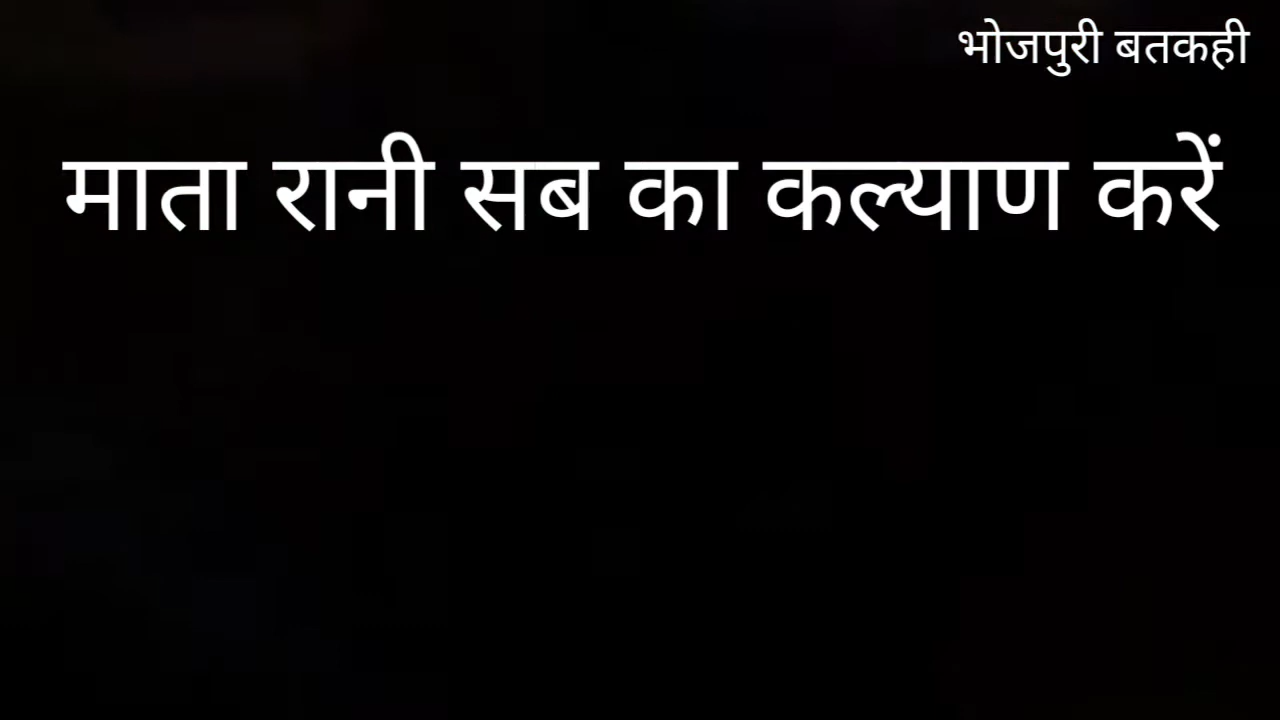 भोजपुरी बतकही
माता रानी सब का कल्याण करें